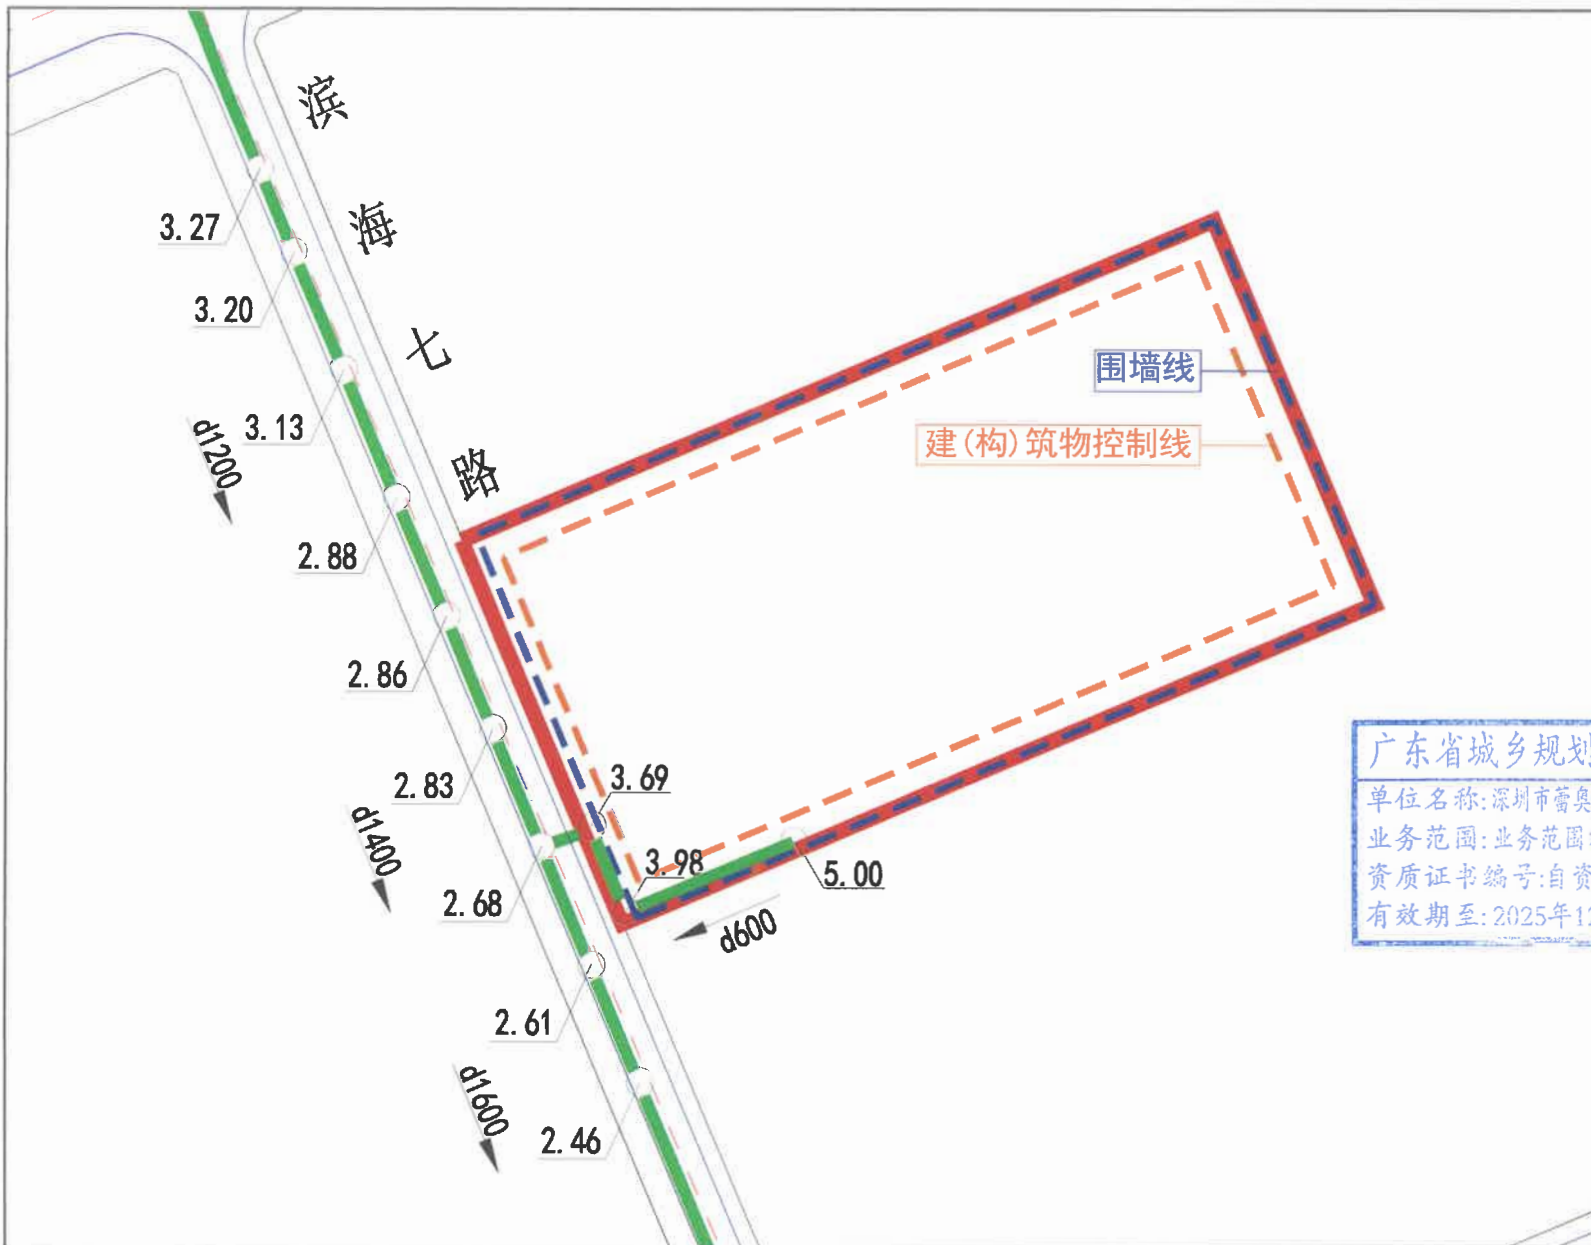 滨海七路
3.27
3.20
3.13
d1200
2.88
2.86
2.83
d1400
2.68
2.61
d1600
2.46
围墙线
建(构)筑物控制线
3.69
3.98
5.00
d600
广东省城乡规划
单位名称:深圳市蕾奥
业务范围:业务范围
资质证书编号:自资
有效期至:2025年12